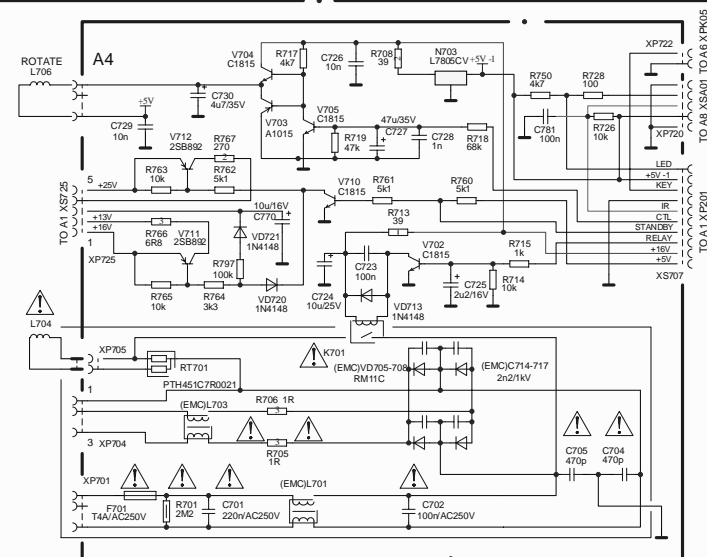 ROTATE
L706
A4
V704
C1815
R717
4k7
C726
10n
R708
39
2
N703
L7805CV
+5V -1
XP722
TO A6 XPK05
+5V
C730
4u7/35V
C729
10n
V703
A1015
V705
C1815
R719
47k
47u/35V
C727
C728
1n
R718
68k
R750
4k7
R728
100
C781
100n
R726
10k
XP720
TO A8 XSA01
V712
2SB892
R767
270
2
R763
10k
R762
5k1
5
+25V
TO A1 XS725
+13V
+16V
1
XP725
R766
6R8
3
V711
2SB892
10u/16V
C770
VD721
1N4148
R797
100k
R765
10k
R764
3k3
VD720
1N4148
V710
C1815
R761
5k1
R760
5k1
R713
39
1
C723
100n
C724
10u/25V
VD713
1N4148
V702
C1815
C725
2u2/16V
R715
1k
R714
10k
LED
+5V -1
KEY
IR
CTL
STANDBY
RELAY
+16V
+5V
TO A1 XP201
XS707
L704
XP705
RT701
PTH451C7R0021
K701
(EMC)VD705-708
RM11C
(EMC)C714-717
2n2/1kV
1
3
XP704
(EMC)L703
R706 1R
3
3
R705
1R
C705
470p
C704
470p
XP701
F701
T4A/AC250V
R701
2M2
C701
220n/AC250V
(EMC)L701
C702
100n/AC250V